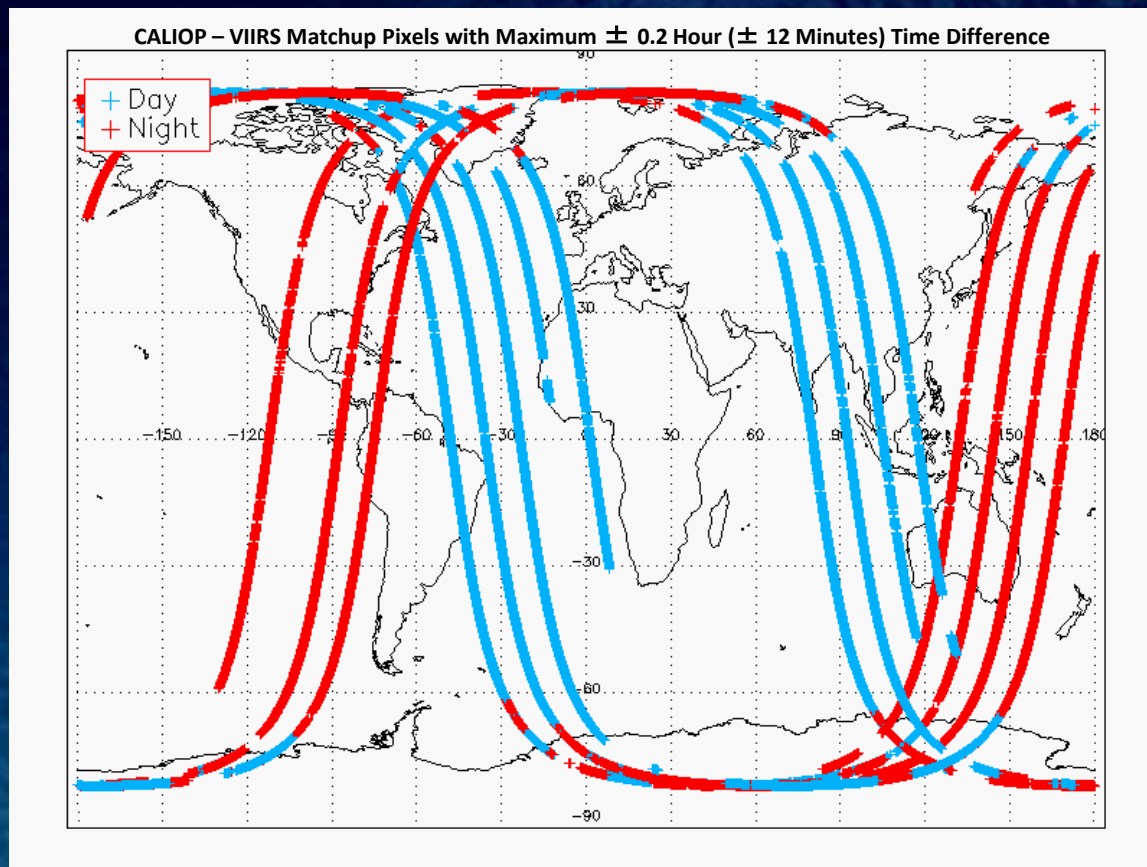 CALIOP – VIIRS Matchup Pixels with Maximum ± 0.2 Hour (± 12 Minutes) Time Difference
90
+ Day
+ Night
60
30
−150 −120 −90 −60 −30 0 30 60 90 120 150 180
−30
−60
−90